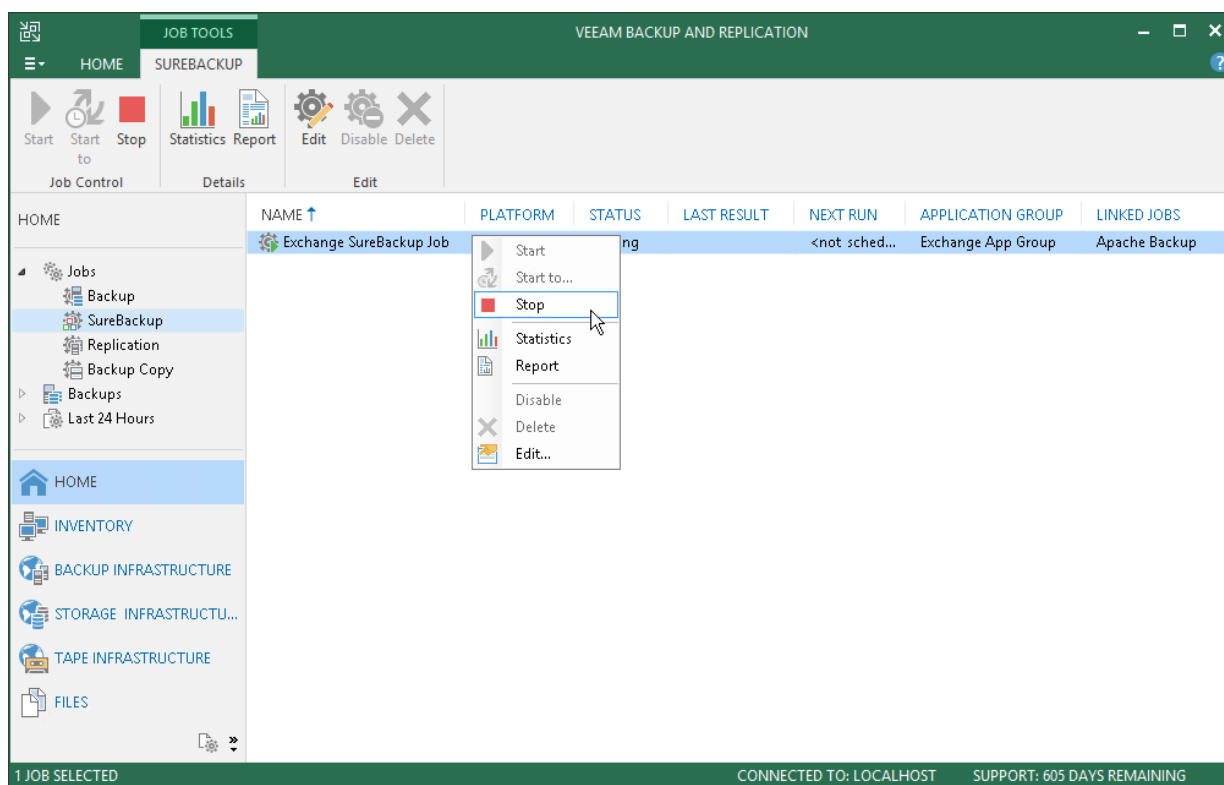 JOB TOOLS
VEEAM BACKUP AND REPLICATION
HOME SUREBACKUP
Start Start to Stop Statistics Report Edit Disable Delete
Job Control Details Edit
HOME
Jobs
Backup
SureBackup
Replication
Backup Copy
Backups
Last 24 Hours
HOME
INVENTORY
BACKUP INFRASTRUCTURE
STORAGE INFRASTRUCTU...
TAPE INFRASTRUCTURE
FILES
NAME PLATFORM STATUS LAST RESULT NEXT RUN APPLICATION GROUP LINKED JOBS
Exchange SureBackup Job ng <not sched... Exchange App Group Apache Backup
Start
Start to...
Stop
Statistics
Report
Disable
Delete
Edit...
1 JOB SELECTED CONNECTED TO: LOCALHOST SUPPORT: 605 DAYS REMAINING